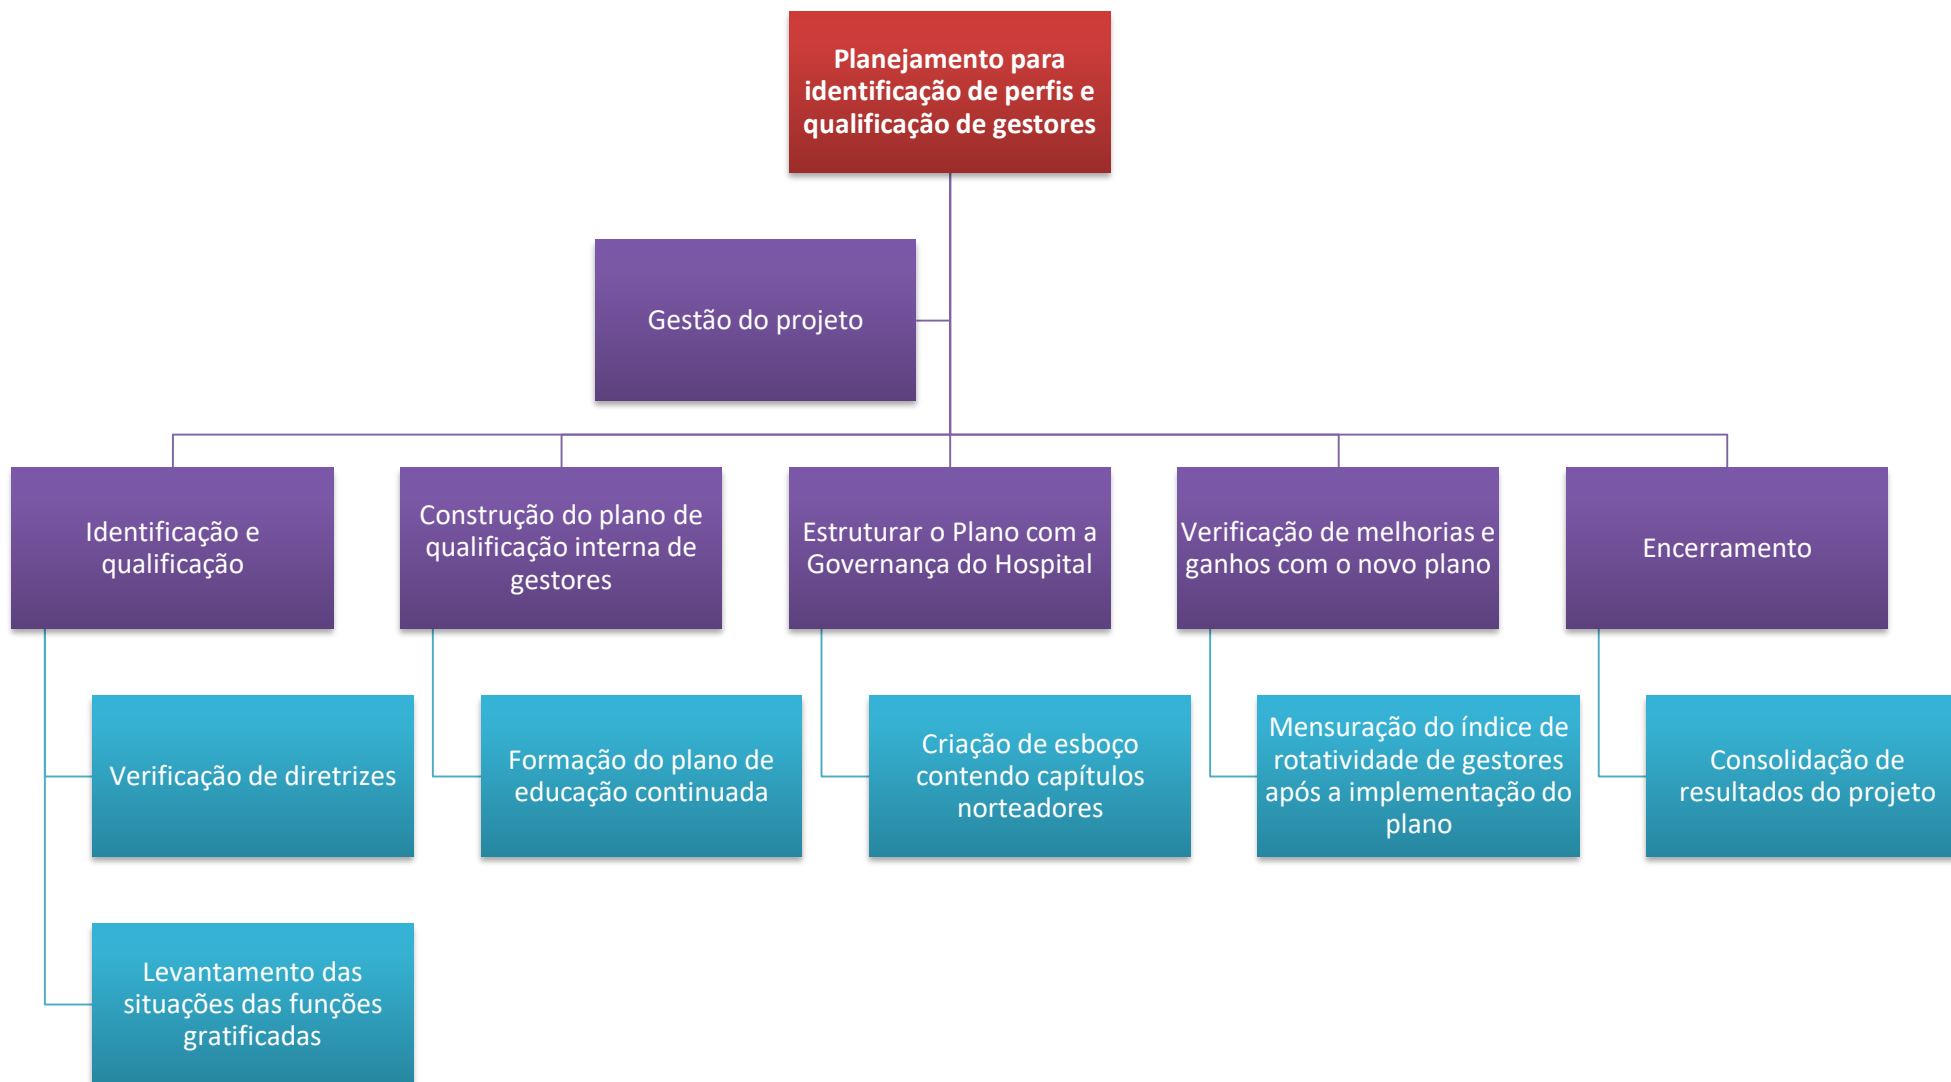 Planejamento para
identificação de perfis e
qualificação de gestores
Gestão do projeto
Identificação e
qualificação
Construção do plano de
qualificação interna de
gestores
Estruturar o Plano com a
Governança do Hospital
Verificação de melhorias e
ganhos com o novo plano
Encerramento
Verificação de diretrizes
Formação do plano de
educação continuada
Criação de esboço
contendo capítulos
norteadores
Mensuração do índice de
rotatividade de gestores
após a implementação do
plano
Consolidação de
resultados do projeto
Levantamento das
situações das funções
gratificadas